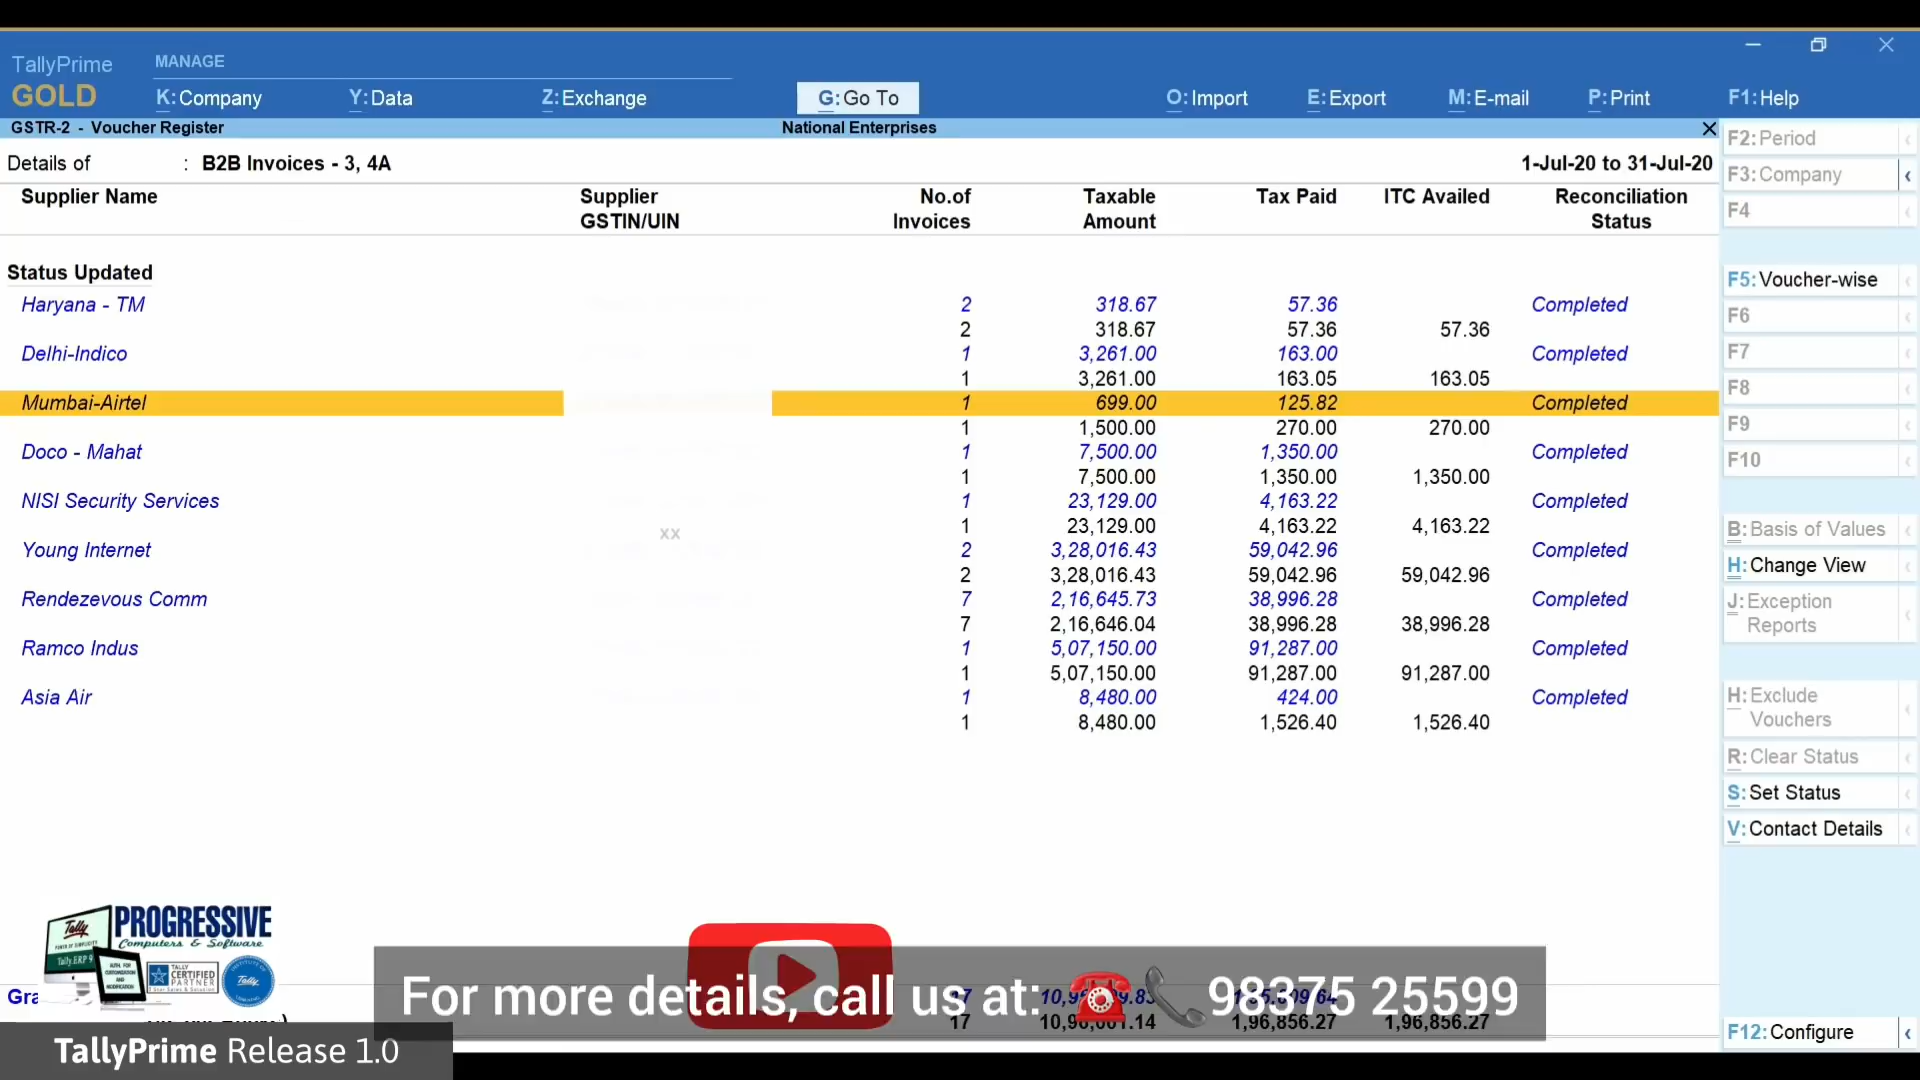 TallyPrime
GOLD
MANAGE
K:Company Y:Data Z:Exchange G:Go To O:Import E:Export M:E-mail P:Print F1:Help
GSTR-2 - Voucher Register National Enterprises
Details of : B2B Invoices - 3, 4A 1-Jul-20 to 31-Jul-20
Supplier Name Supplier No.of Taxable Tax Paid ITC Availed Reconciliation
GSTIN/UIN Invoices Amount Status
Status Updated
Haryana - TM 2 318.67 57.36 Completed
2 318.67 57.36 57.36
Delhi-Indico 1 3,261.00 163.00 Completed
1 3,261.00 163.05 163.05
Mumbai-Airtel 1 699.00 125.82 Completed
1 1,500.00 270.00 270.00
Doco - Mahat 1 7,500.00 1,350.00 Completed
1 7,500.00 1,350.00 1,350.00
NISI Security Services 1 23,129.00 4,163.22 Completed
1 23,129.00 4,163.22 4,163.22
xx
Young Internet 2 3,28,016.43 59,042.96 Completed
2 3,28,016.43 59,042.96 59,042.96
Rendezevous Comm 7 2,16,645.73 38,996.28 Completed
7 2,16,646.04 38,996.28 38,996.28
Ramco Indus 1 5,07,150.00 91,287.00 Completed
1 5,07,150.00 91,287.00 91,287.00
Asia Air 1 8,480.00 424.00 Completed
1 8,480.00 1,526.40 1,526.40
F2:Period
F3:Company
F4
F5:Voucher-wise
F6
F7
F8
F9
F10
B:Basis of Values
H:Change View
J:Exception
Reports
H:Exclude
Vouchers
R:Clear Status
S:Set Status
V:Contact Details
F12:Configure
PROGRESSIVE
Computers & Software
Tally
POWER OF SIMPLICITY
Tally.ERP 9
TALLY
CERTIFIED
PARTNER
Tally
Gra
For more details, call us at: 98375 25599
17 1,96,856.27 1,96,856.27
TallyPrime Release 1.0